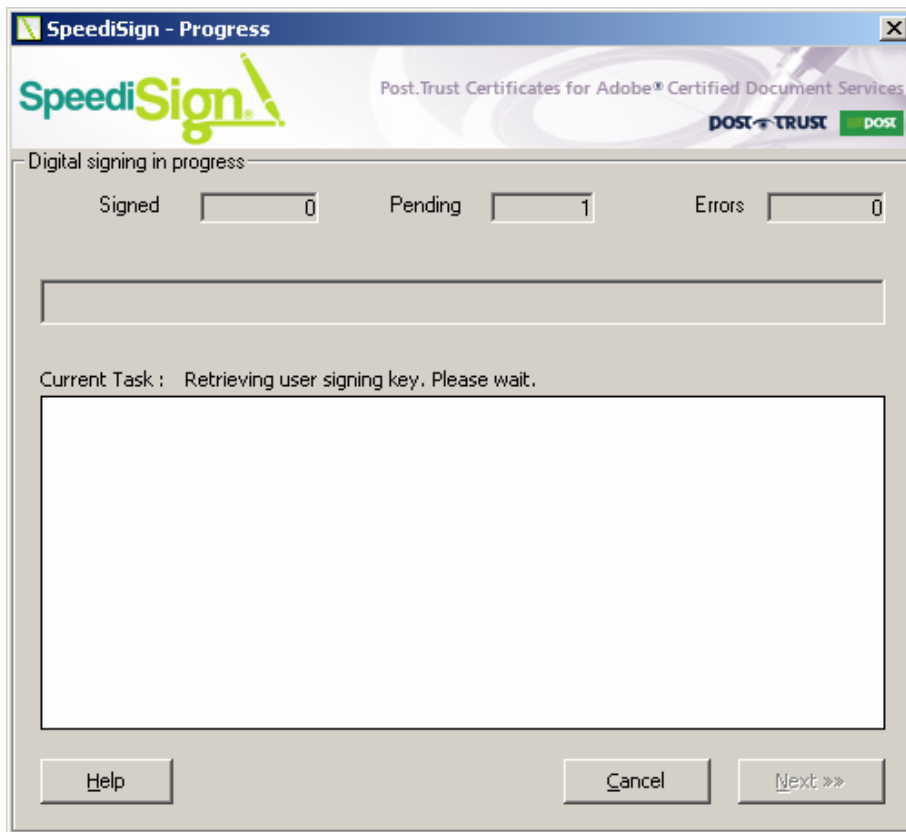 SpeediSign - Progress
SpeediSign®
Post.Trust Certificates for Adobe® Certified Document Services
POST TRUST post
Digital signing in progress
Signed 0 Pending 1 Errors 0
Current Task : Retrieving user signing key. Please wait.
Help Cancel Next »»